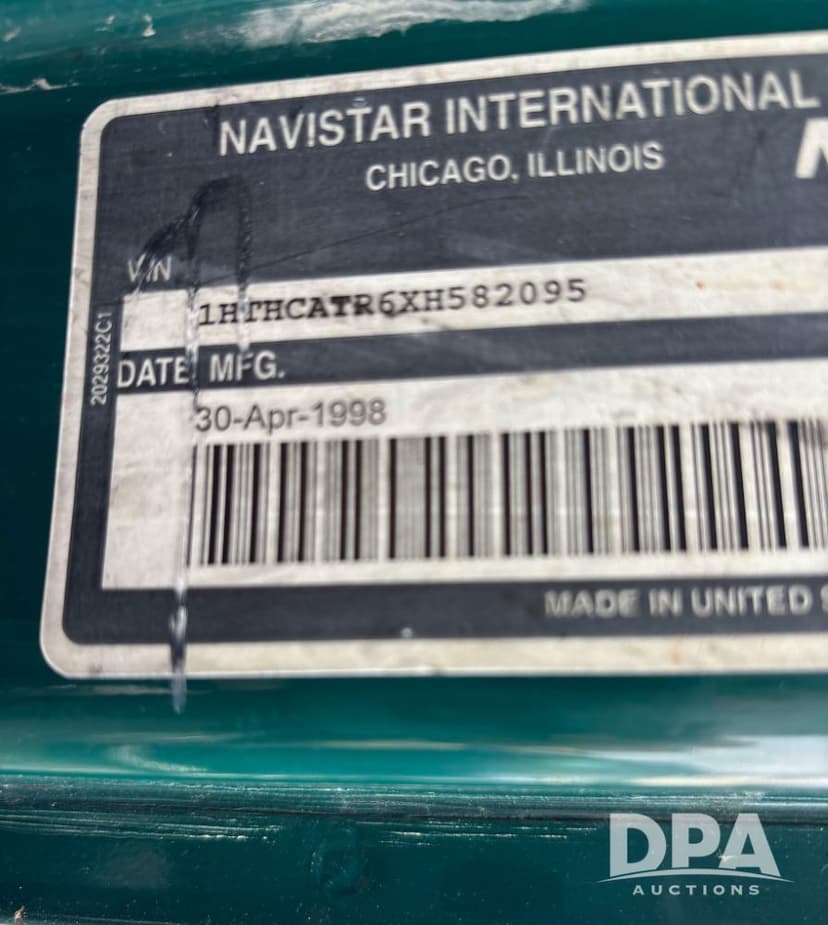 NAVISTAR INTERNATIONAL
CHICAGO, ILLINOIS
VIN
1HTHCATR6XH582095
2029322C1
DATE MFG.
30-Apr-1998
MADE IN UNITED
DPA
AUCTIONS